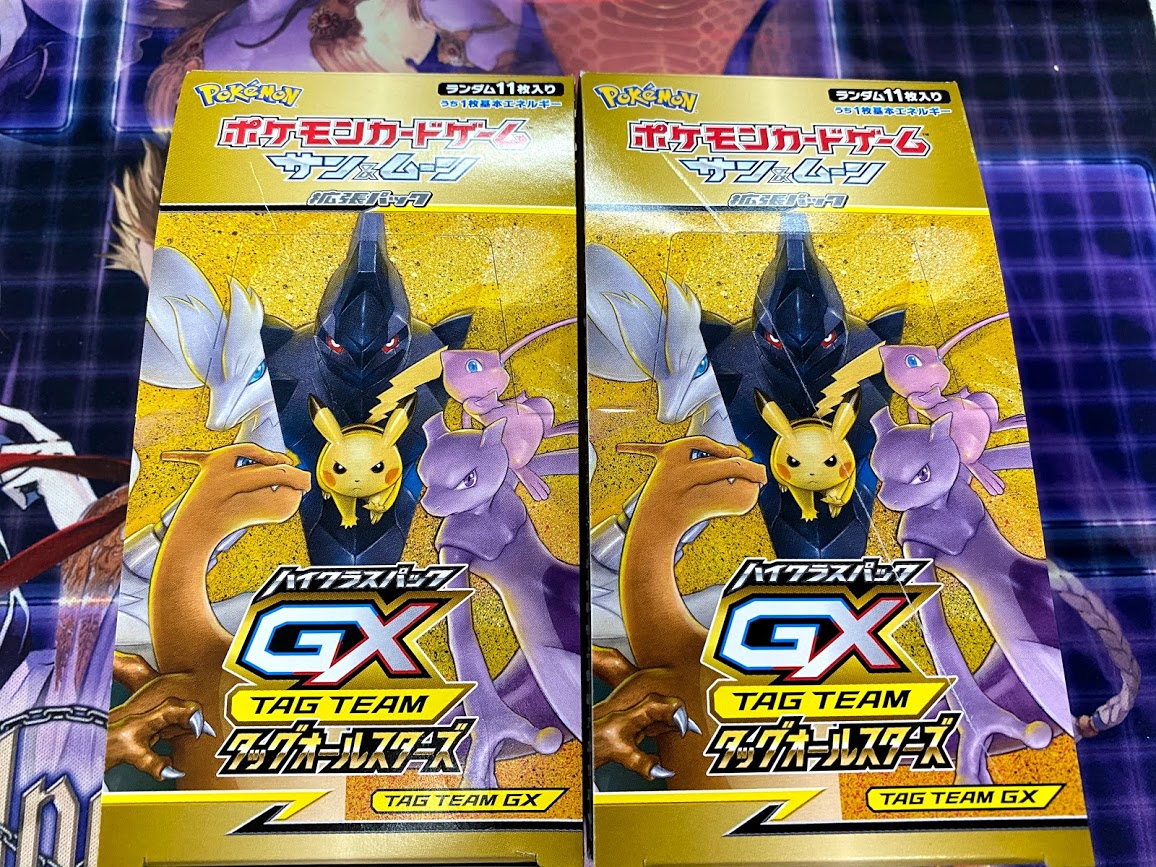 POKéMON
ランダム11枚入り
うち1枚基本エネルギー
ポケモンカードゲーム
サン&ムーン
拡張パック
ハイクラスパック
GX
TAG TEAM
タッグオールスターズ
TAG TEAM GX
POKéMON
ランダム11枚入り
うち1枚基本エネルギー
ポケモンカードゲーム
サン&ムーン
拡張パック
ハイクラスパック
GX
TAG TEAM
タッグオールスターズ
TAG TEAM GX